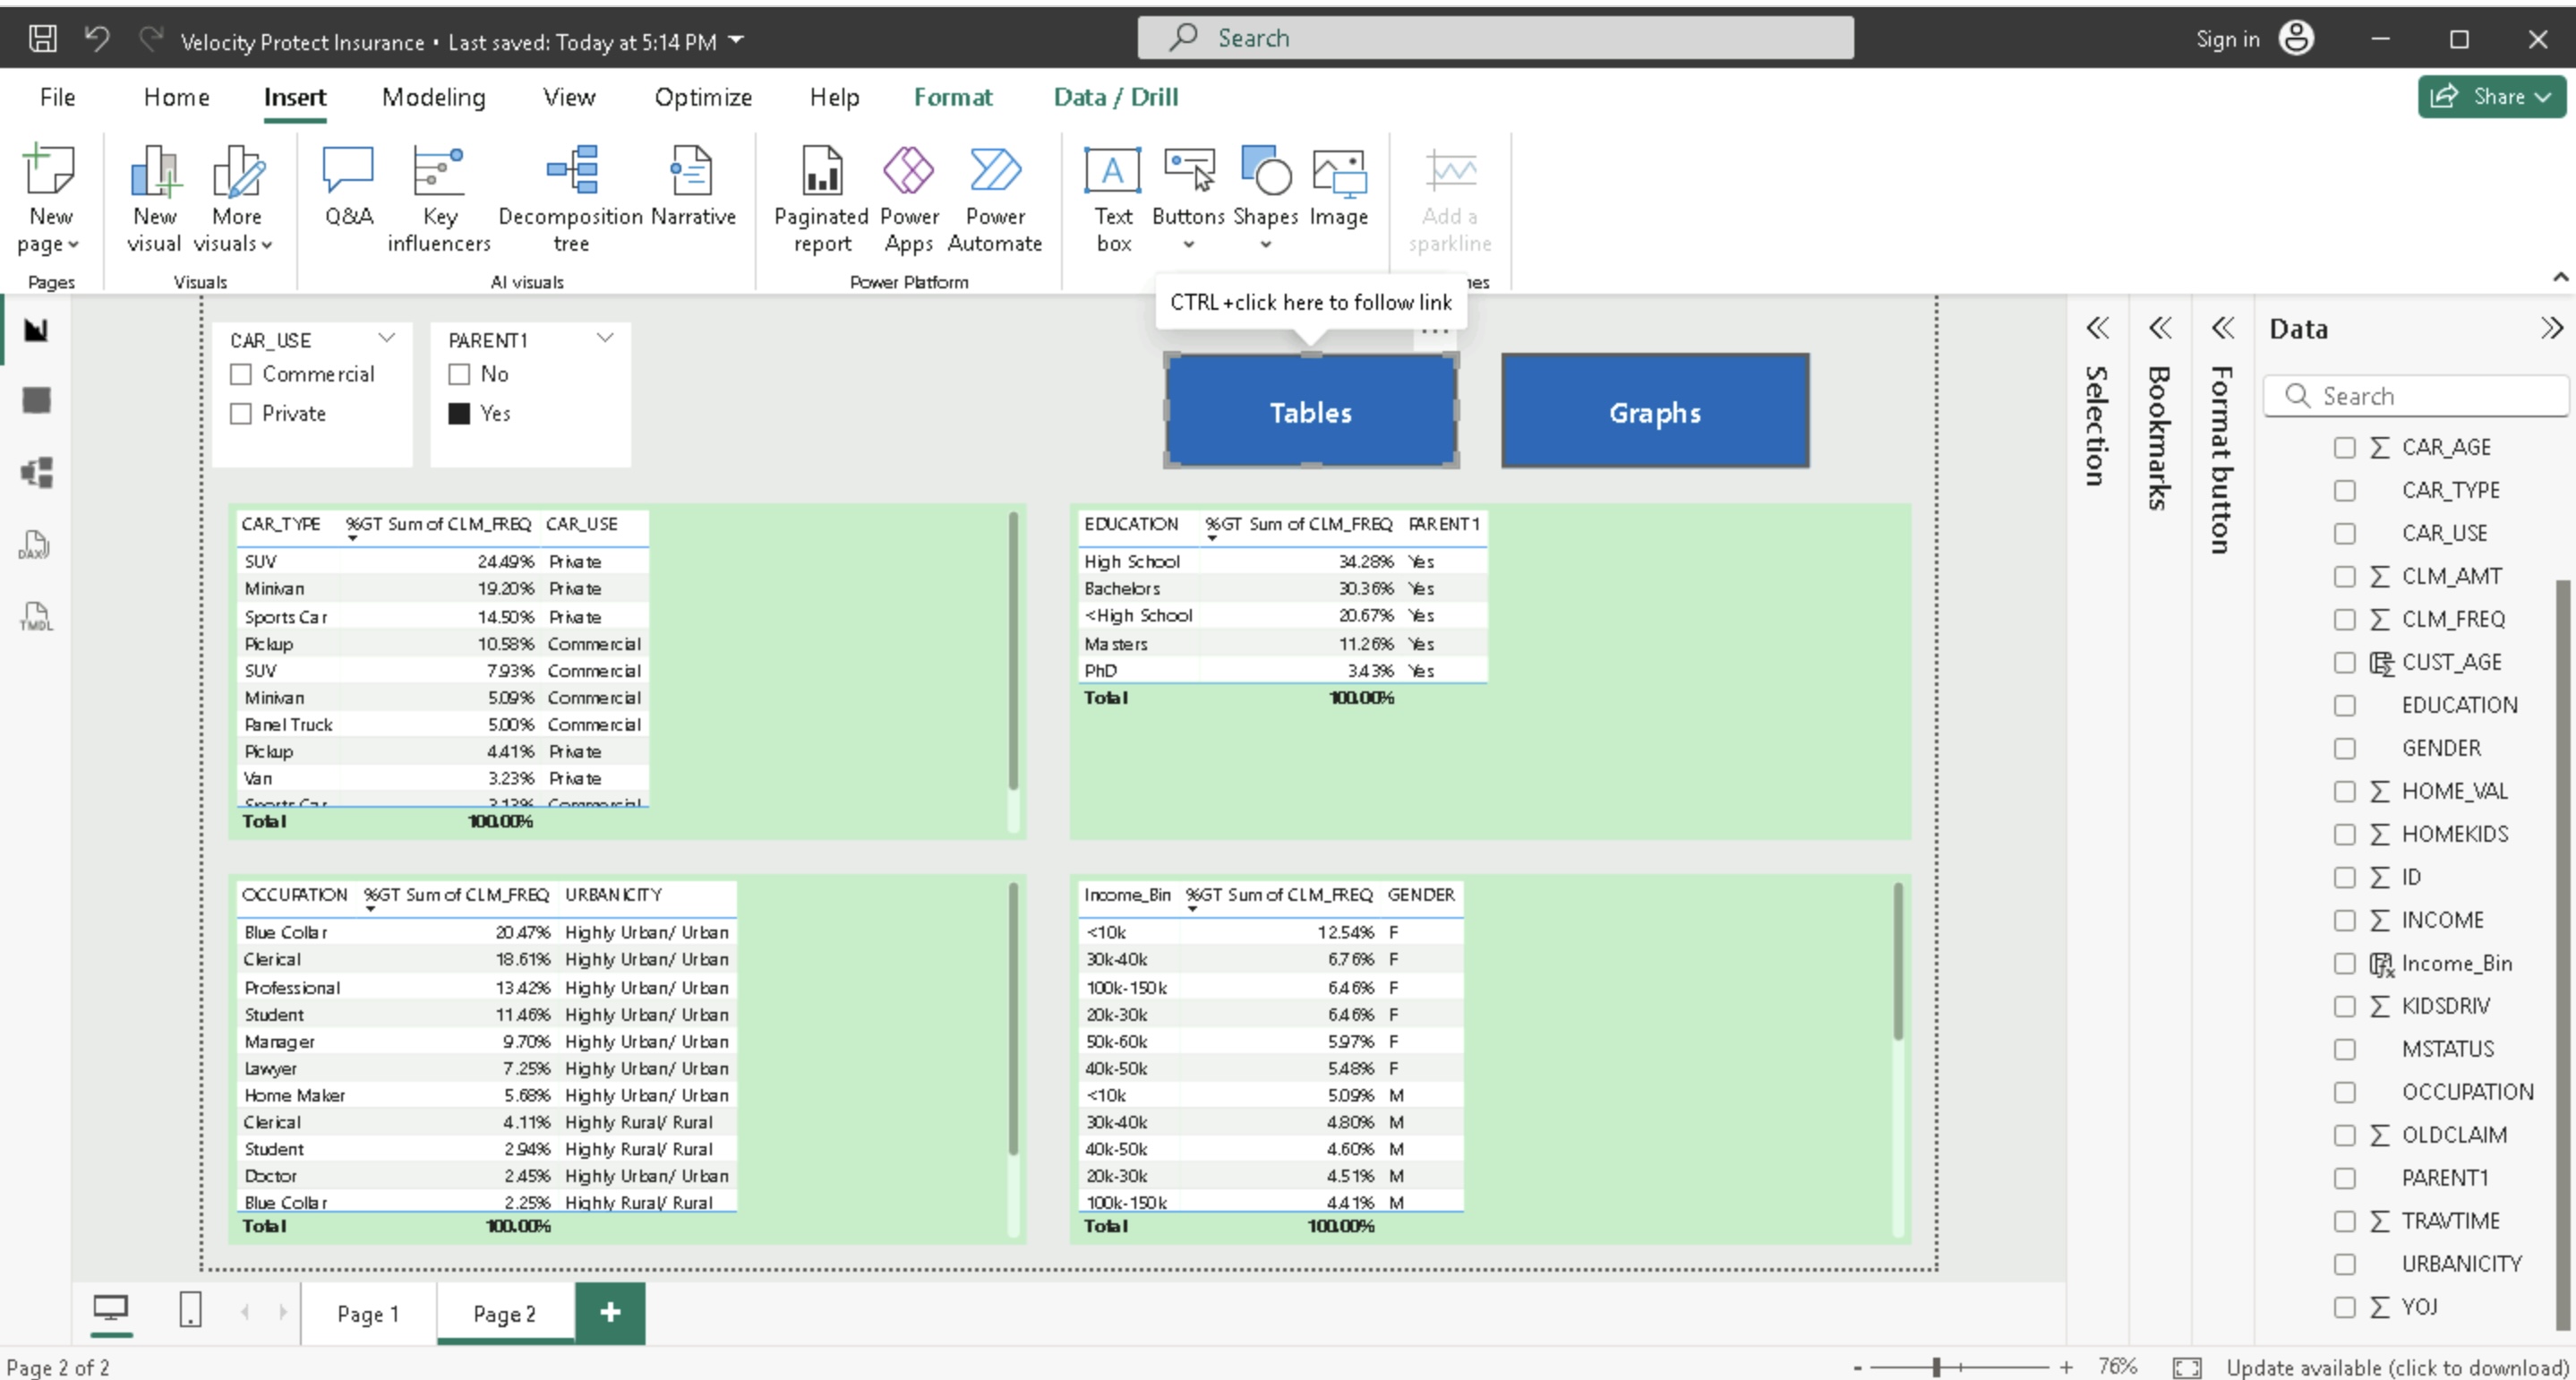 Velocity Protect Insurance • Last saved: Today at 5:14 PM
Search
Sign in
File Home Insert Modeling View Optimize Help Format Data / Drill
Share
New page
New visual
More visuals
Q&A
Key influencers
Decomposition tree
Narrative
Paginated report
Power Apps
Power Automate
Text box
Buttons
Shapes
Image
Add a sparkline
Pages
Visuals
AI visuals
Power Platform
nes
CTRL+click here to follow link
CAR_USE
Commercial
Private
PARENT1
No
Yes
Tables
Graphs
CAR_TYPE %GT Sum of CLM_FREQ CAR_USE
SUV 24.49% Private
Minivan 19.20% Private
Sports Car 14.50% Private
Pickup 10.58% Commercial
SUV 7.93% Commercial
Minivan 5.09% Commercial
Panel Truck 5.00% Commercial
Pickup 4.41% Private
Van 3.23% Private
Sports Car 3.13% Commercial
Total 100.00%
EDUCATION %GT Sum of CLM_FREQ PARENT1
High School 34.28% Yes
Bachelors 30.36% Yes
<High School 20.67% Yes
Masters 11.26% Yes
PhD 3.43% Yes
Total 100.00%
OCCUPATION %GT Sum of CLM_FREQ URBANICITY
Blue Collar 20.47% Highly Urban/ Urban
Clerical 18.61% Highly Urban/ Urban
Professional 13.42% Highly Urban/ Urban
Student 11.46% Highly Urban/ Urban
Manager 9.70% Highly Urban/ Urban
Lawyer 7.25% Highly Urban/ Urban
Home Maker 5.68% Highly Urban/ Urban
Clerical 4.11% Highly Rural/ Rural
Student 2.94% Highly Rural/ Rural
Doctor 2.45% Highly Urban/ Urban
Blue Collar 2.25% Highly Rural/ Rural
Total 100.00%
Income_Bin %GT Sum of CLM_FREQ GENDER
<10k 12.54% F
30k-40k 6.76% F
100k-150k 6.46% F
20k-30k 6.46% F
50k-60k 5.97% F
40k-50k 5.48% F
<10k 5.09% M
30k-40k 4.80% M
40k-50k 4.60% M
20k-30k 4.51% M
100k-150k 4.41% M
Total 100.00%
DAX
TMDL
Selection
Bookmarks
Format button
Data
Search
CAR_AGE
CAR_TYPE
CAR_USE
CLM_AMT
CLM_FREQ
CUST_AGE
EDUCATION
GENDER
HOME_VAL
HOMEKIDS
ID
INCOME
Income_Bin
KIDSDRIV
MSTATUS
OCCUPATION
OLDCLAIM
PARENT1
TRAVTIME
URBANICITY
YOJ
Page 1
Page 2
Page 2 of 2
76%
Update available (click to download)